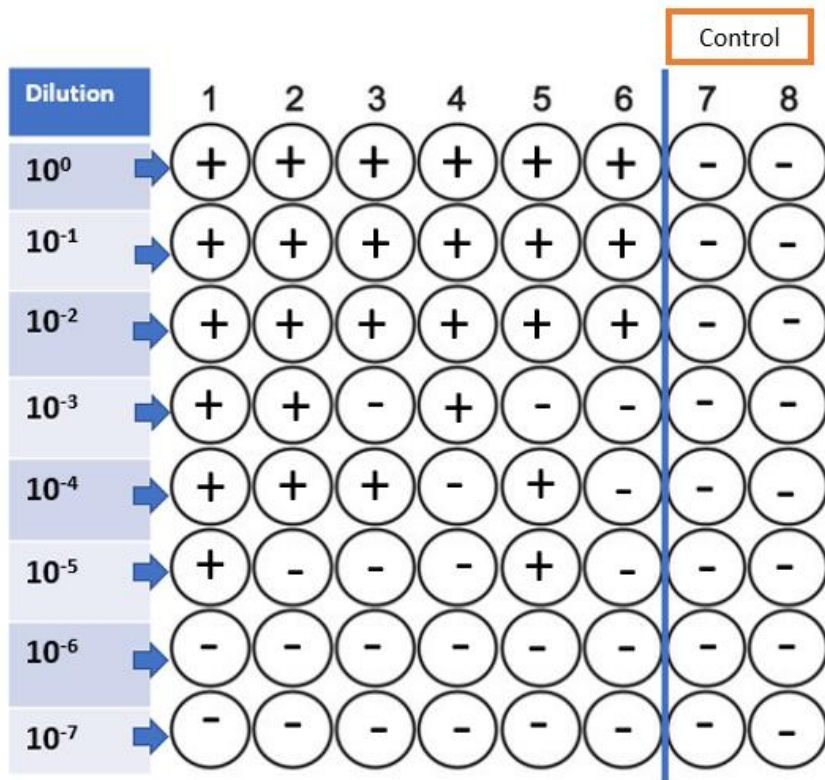 Control
Dilution 1 2 3 4 5 6 7 8
10⁰ + + + + + + - -
10⁻¹ + + + + + + - -
10⁻² + + + + + + - -
10⁻³ + + - + - - - -
10⁻⁴ + + + - + - - -
10⁻⁵ + - - - + - - -
10⁻⁶ - - - - - - - -
10⁻⁷ - - - - - - - -